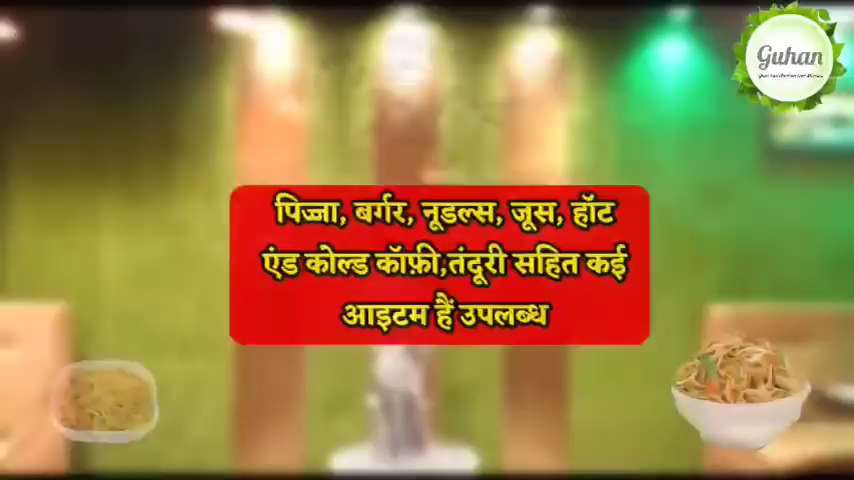 Guhan
पिज्जा, बर्गर, नूडल्स, जूस, हॉट
एंड कोल्ड कॉफ़ी,तंदूरी सहित कई
आइटम हैं उपलब्ध